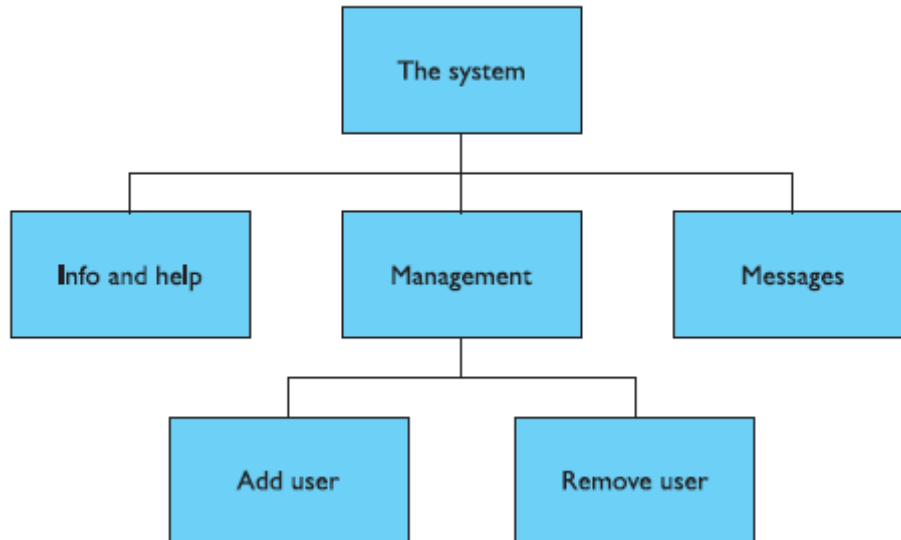 The system
Info and help
Management
Messages
Add user
Remove user